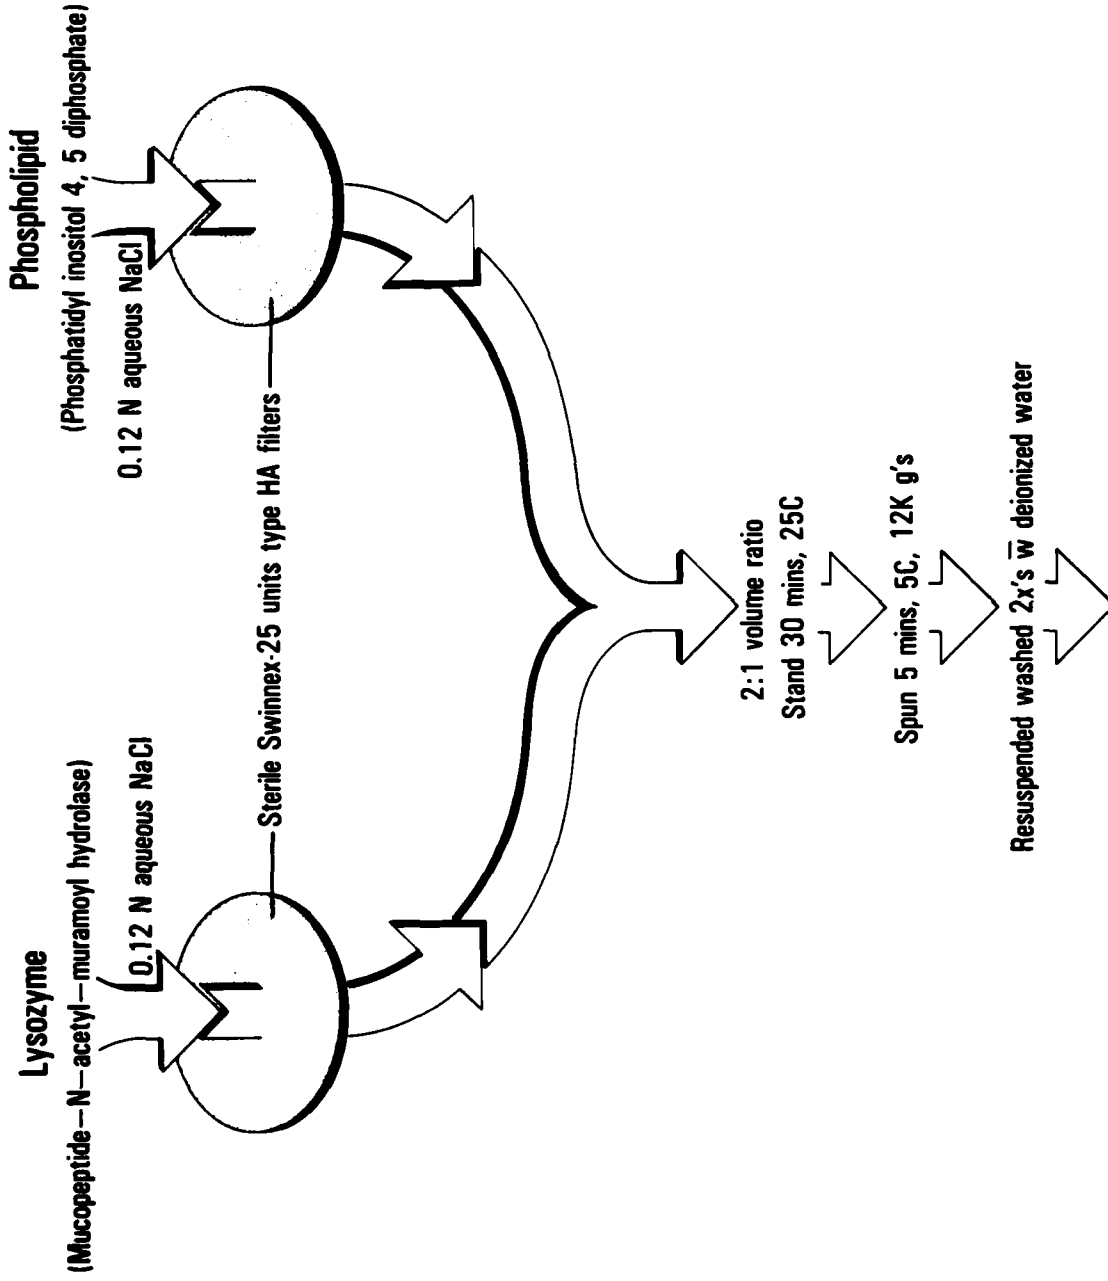 Lysozyme
(Mucopeptide–N–acetyl–muramoyl hydrolase)
0.12 N aqueous NaCl
Phospholipid
(Phosphatidyl inositol 4, 5 diphosphate)
0.12 N aqueous NaCl
Sterile Swinnex-25 units type HA filters
2:1 volume ratio
Stand 30 mins, 25C
Spun 5 mins, 5C, 12K g's
Resuspended washed 2x's w̅ deionized water